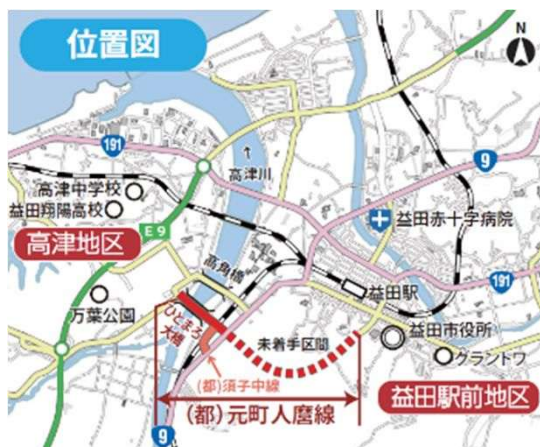 位置図
N
191
9
↑
高津川
高津中学校
益田翔陽高校
E9
益田赤十字病院
高津地区
高角橋
191
益田駅
万葉公園
ひとまろ
大橋
益田市役所
未着手区間
グラントワ
(都)須子中線
益田駅前地区
(都)元町人麿線
9